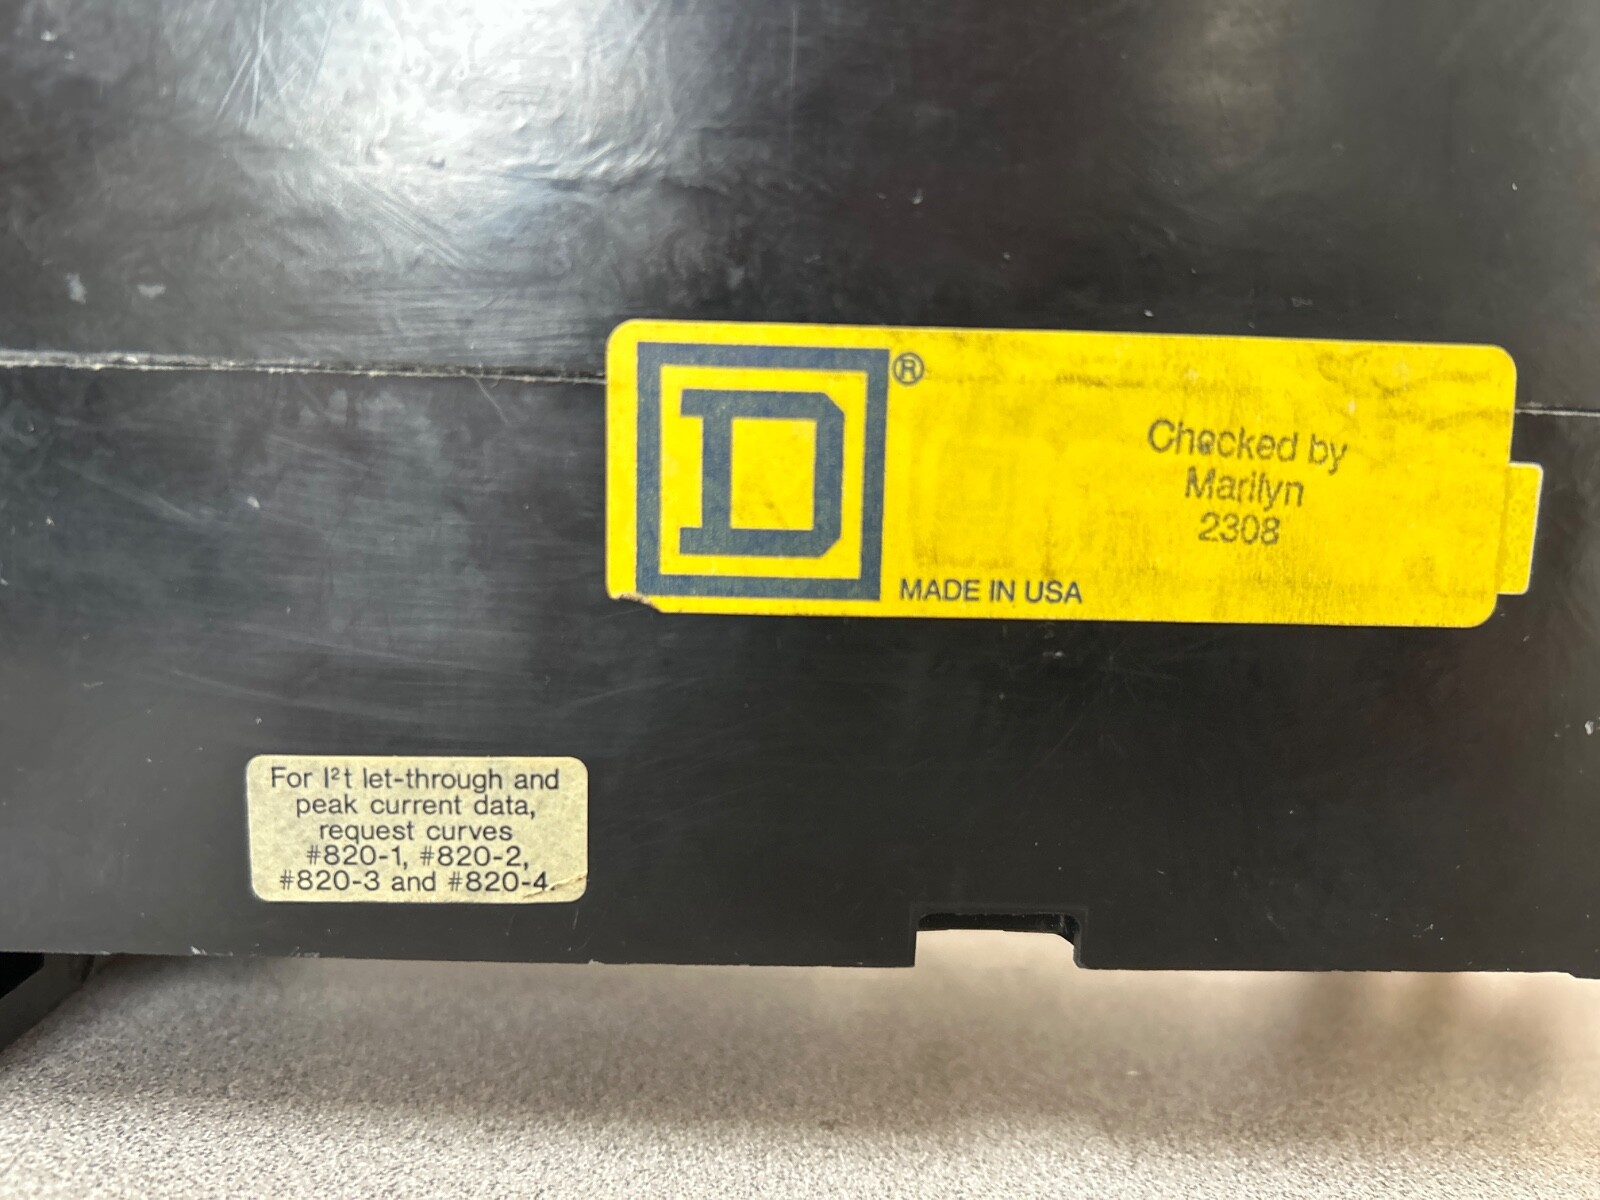 D®
Checked by
Marilyn
2308
MADE IN USA
For I²t let-through and
peak current data,
request curves
#820-1, #820-2,
#820-3 and #820-4.